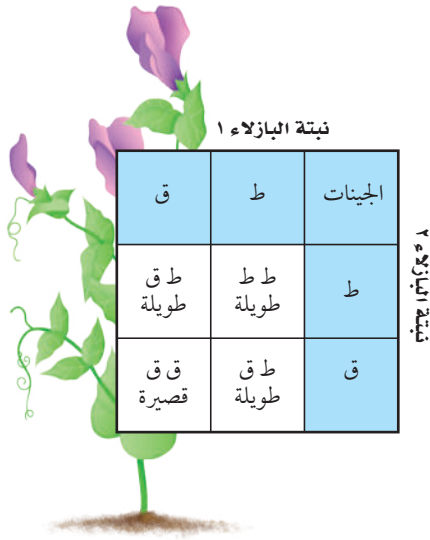 نبتة البازلاء ١
نبتة البازلاء ٢
الجينات
ط
ق
ط
ط ط
طويلة
ط ق
طويلة
ق
ط ق
طويلة
ق ق
قصيرة